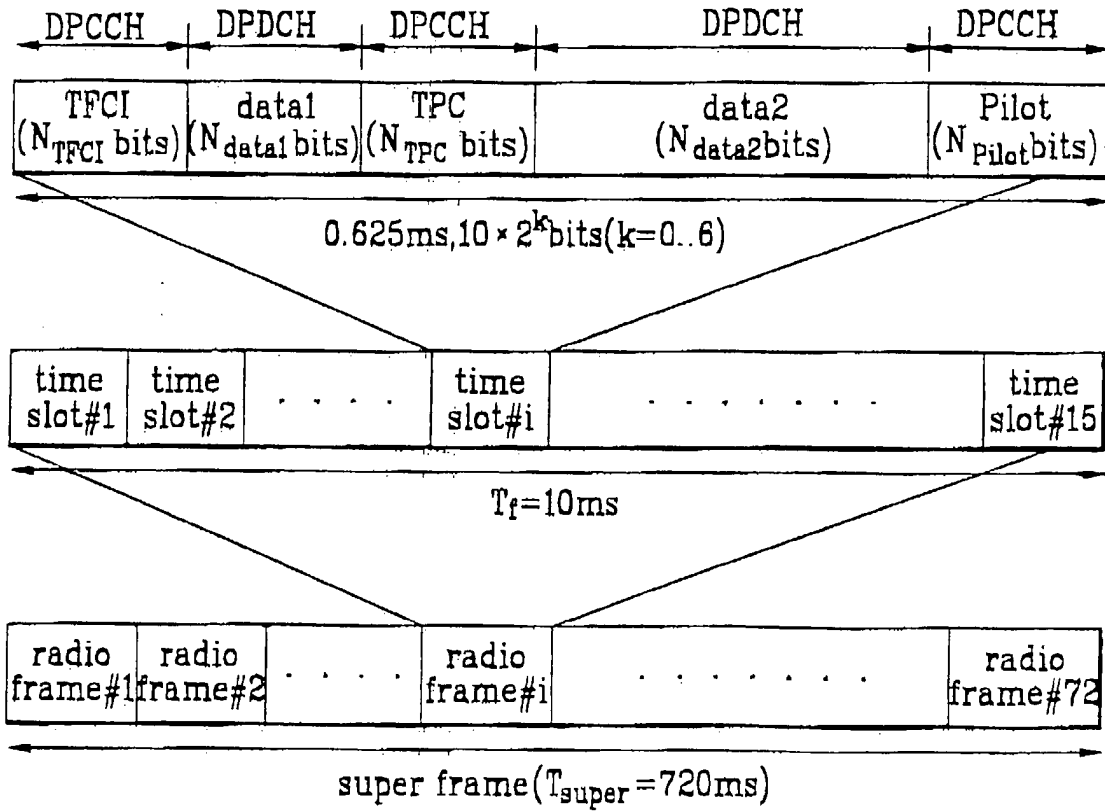 DPCCH DPDCH DPCCH DPDCH DPCCH
TFCI data1 TPC data2 Pilot
(N_TFCI bits) (N_data1 bits) (N_TPC bits) (N_data2 bits) (N_Pilot bits)
0.625ms, 10 × 2^k bits (k=0..6)
time time time time
slot#1 slot#2 . . . . . slot#i . . . . . . . slot#15
T_f=10ms
radio radio radio radio
frame#1 frame#2 . . . . . frame#i . . . . . . . frame#72
super frame (T_super=720ms)